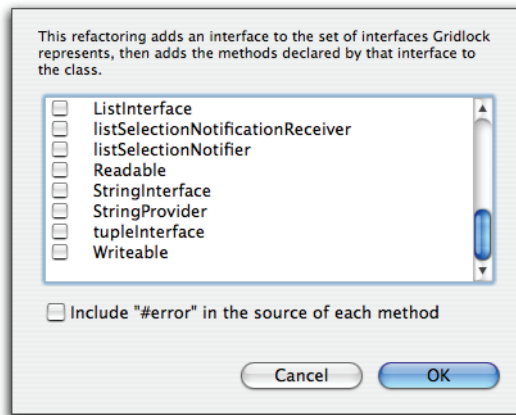 This refactoring adds an interface to the set of interfaces Gridlock
represents, then adds the methods declared by that interface to
the class.
ListInterface
listSelectionNotificationReceiver
listSelectionNotifier
Readable
StringInterface
StringProvider
tupleInterface
Writeable
Include "#error" in the source of each method
Cancel OK